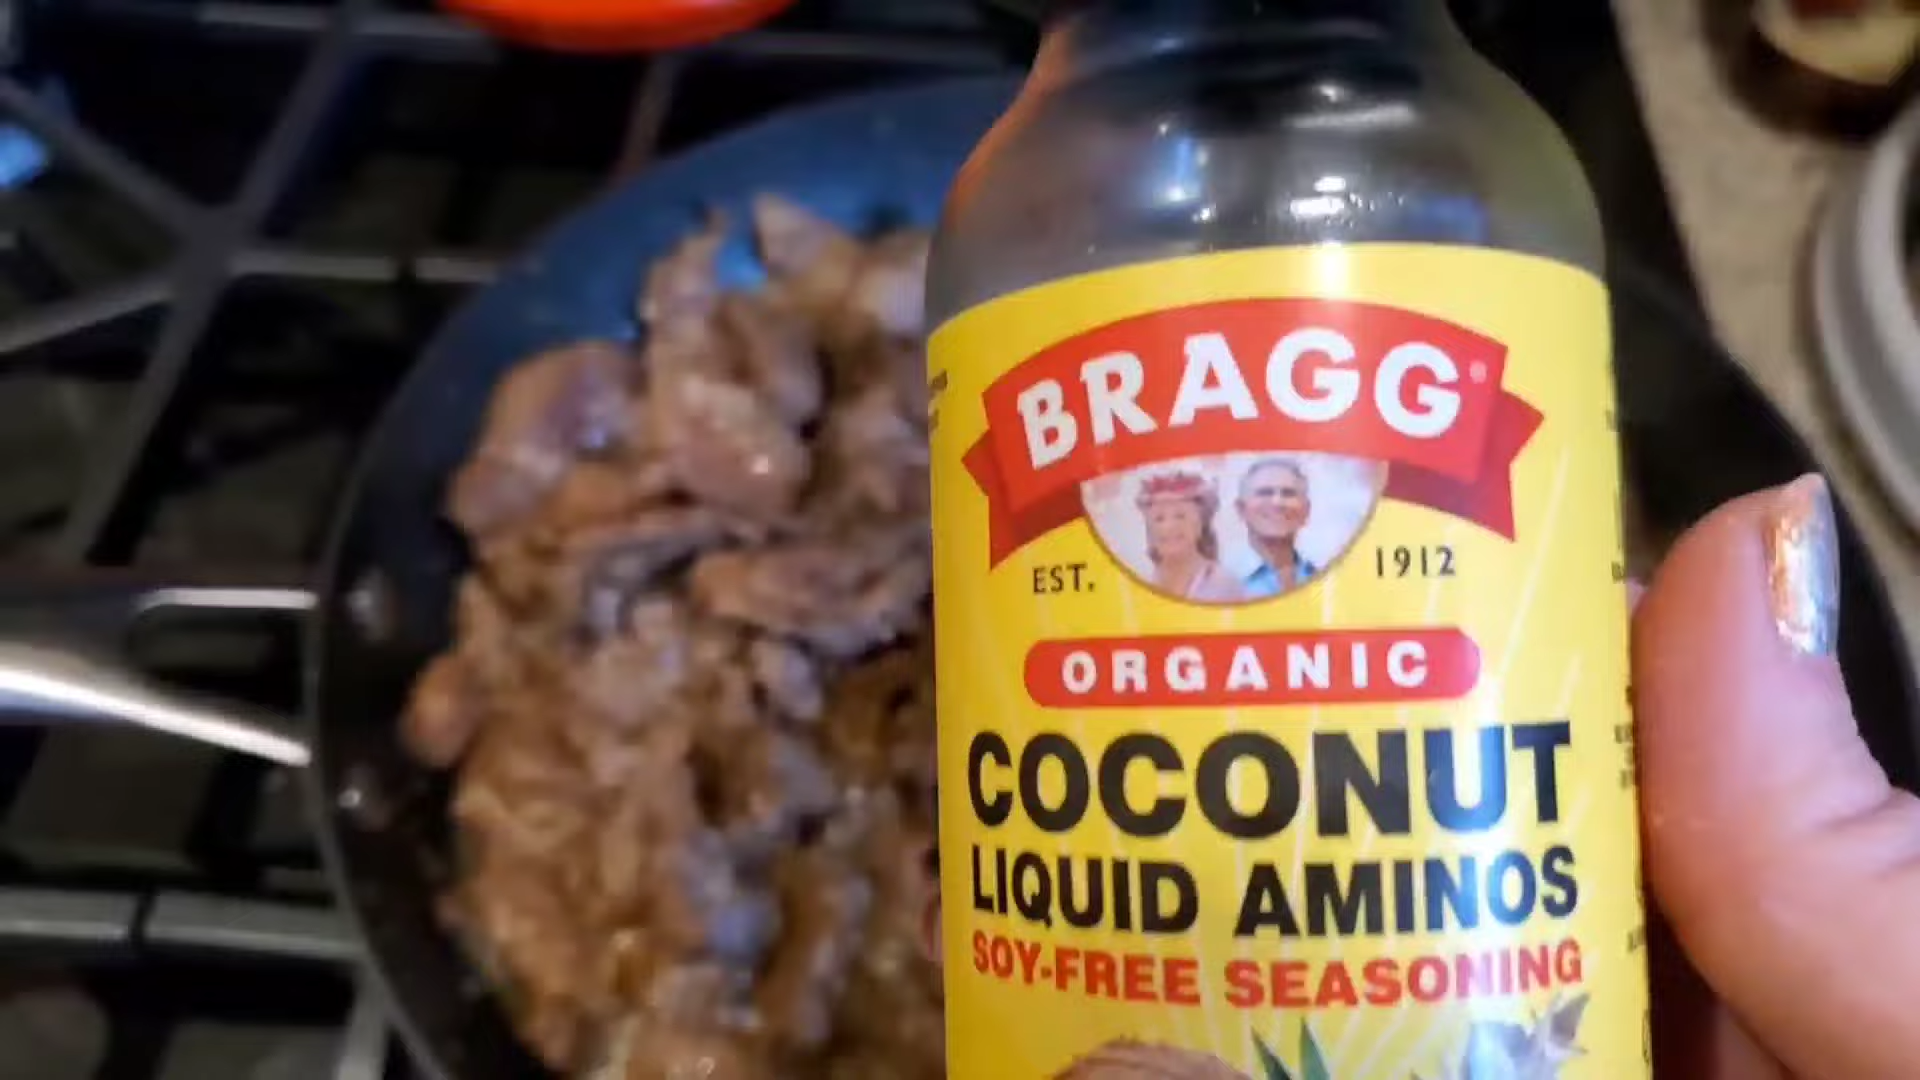 BRAGG®
EST. 1912
ORGANIC
COCONUT
LIQUID AMINOS
SOY-FREE SEASONING